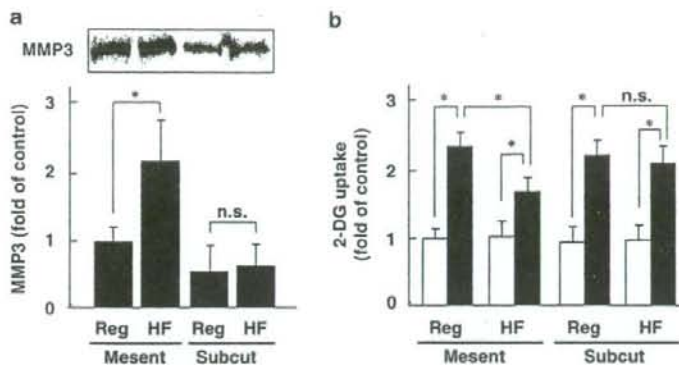 a
MMP3
MMP3 (fold of control)
3
2
1
0
*
n.s.
Reg HF Reg HF
Mesent Subcut
b
2-DG uptake
(fold of control)
3
2
1
0
* * * * n.s. *
Reg HF Reg HF
Mesent Subcut